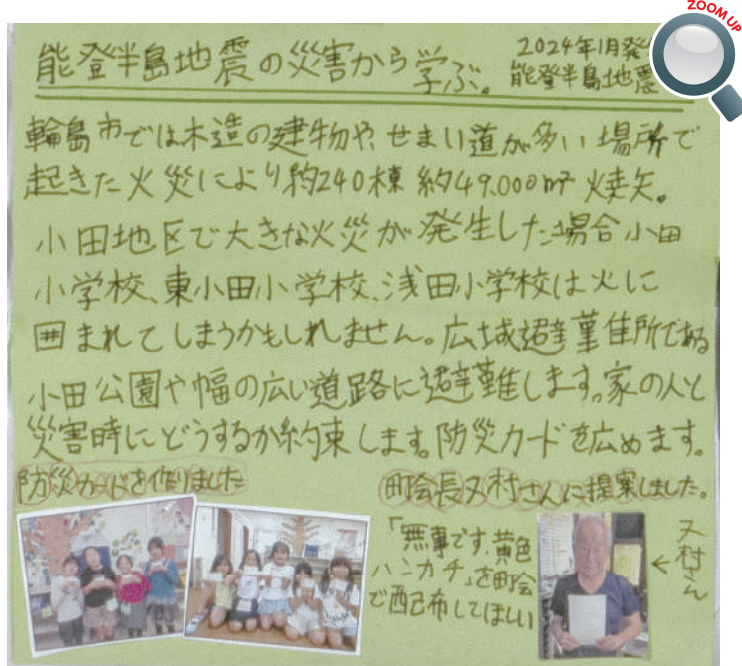 ZOOM UP
能登半島地震の災害から学ぶ。
2024年1月発生
能登半島地震
輪島市では木造の建物や、せまい道が多い場所で
起きた火災により約240棟 約49,000㎡ 焼失。
小田地区で大きな火災が発生した場合小田
小学校、東小田小学校、浅田小学校は火に
囲まれてしまうかもしれません。広域避難場所である
小田公園や幅の広い道路に避難します。家の人と
災害時にどうするか約束します。防災カードを広めます。
防災カードを作りました
町会長又村さんに提案しました。
「無事です、黄色
ハンカチ」を町会
で配布してほしい
←又村さん